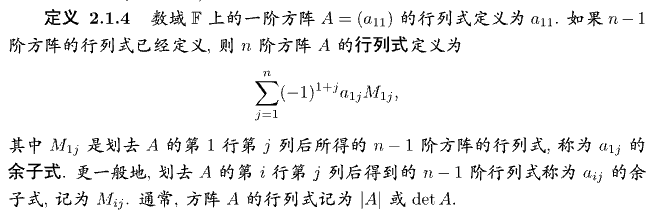 定义 2.1.4 数域 𝔽 上的一阶方阵 A = (a₁₁) 的行列式定义为 a₁₁. 如果 n − 1
阶方阵的行列式已经定义, 则 n 阶方阵 A 的行列式定义为
∑_{j=1}^{n} (−1)^{1+j} a_{1j} M_{1j},
其中 M_{1j} 是划去 A 的第 1 行第 j 列后所得的 n − 1 阶方阵的行列式, 称为 a_{1j} 的
余子式. 更一般地, 划去 A 的第 i 行第 j 列后得到的 n − 1 阶行列式称为 a_{ij} 的余
子式, 记为 M_{ij}. 通常, 方阵 A 的行列式记为 |A| 或 det A.